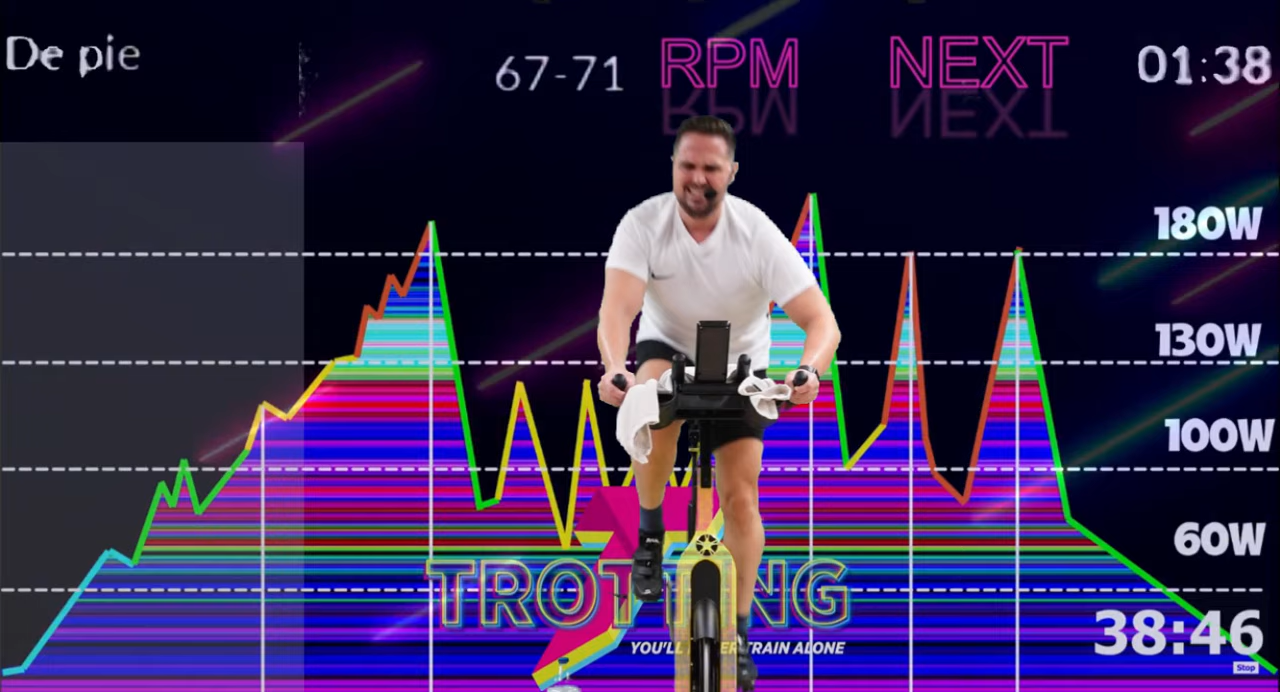 De pie
67-71
RPM
NEXT
01:38
180W
130W
100W
60W
TROTTING
YOU'LL
TRAIN ALONE
38:46
Stop